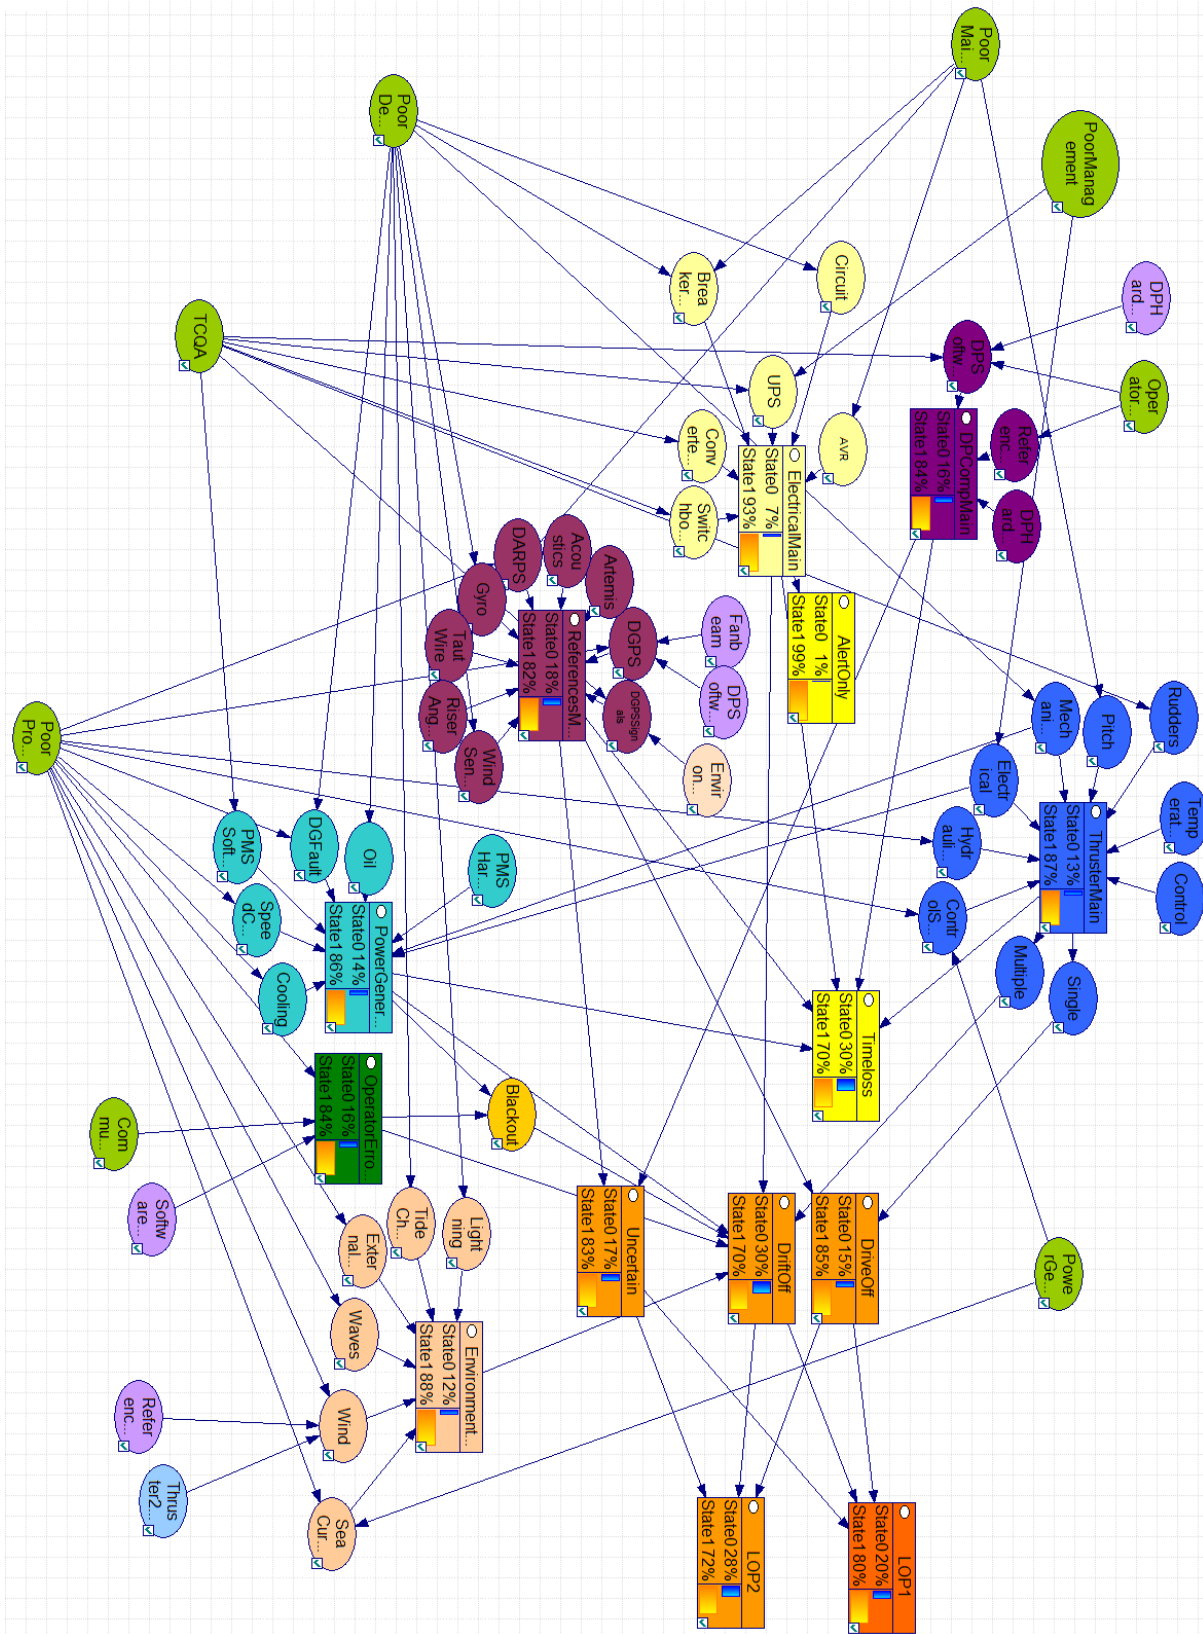 Poor
Mai...
Poor
De...
PoorManag
ement
DPH
ard...
Circuit
Brea
ker...
TCQA
DPS
oftw...
Oper
ator...
UPS
Refer
enc...
AVR
Conv
erte...
DPCompMain
State0 16%
State1 84%
ElectricalMain
State0 7%
State1 93%
Switc
hbo...
DPH
ard...
DARPS
Acou
stics
Artemis
Gyro
DGPS
Fanb
eam
Taut
Wire
ReferencesM...
State0 18%
State1 82%
AlertOnly
State0 1%
State1 99%
DPS
oftw...
DGPSSign
als
Riser
Ang...
Wind
Sen...
Envir
on...
Mech
ani...
Pitch
Rudders
Poor
Pro...
Electr
ical
Temp
erat...
ThrusterMain
State0 13%
State1 87%
Hydr
auli...
PMS
Soft...
DGFault
Oil
PMS
Har...
Control
Contr
olS...
Spee
dC...
PowerGener...
State0 14%
State1 86%
Multiple
Single
Cooling
Timeloss
State0 30%
State1 70%
Com
mu...
OperatorErro...
State0 16%
State1 84%
Blackout
Softw
are...
Exter
nal...
Tide
Ch...
Light
ning
Uncertain
State0 17%
State1 83%
DriftOff
State0 30%
State1 70%
DriveOff
State0 15%
State1 85%
Powe
rGe...
Waves
Environment...
State0 12%
State1 88%
Refer
enc...
Wind
Thrus
ter2...
Sea
Cur...
LOP2
State0 28%
State1 72%
LOP1
State0 20%
State1 80%